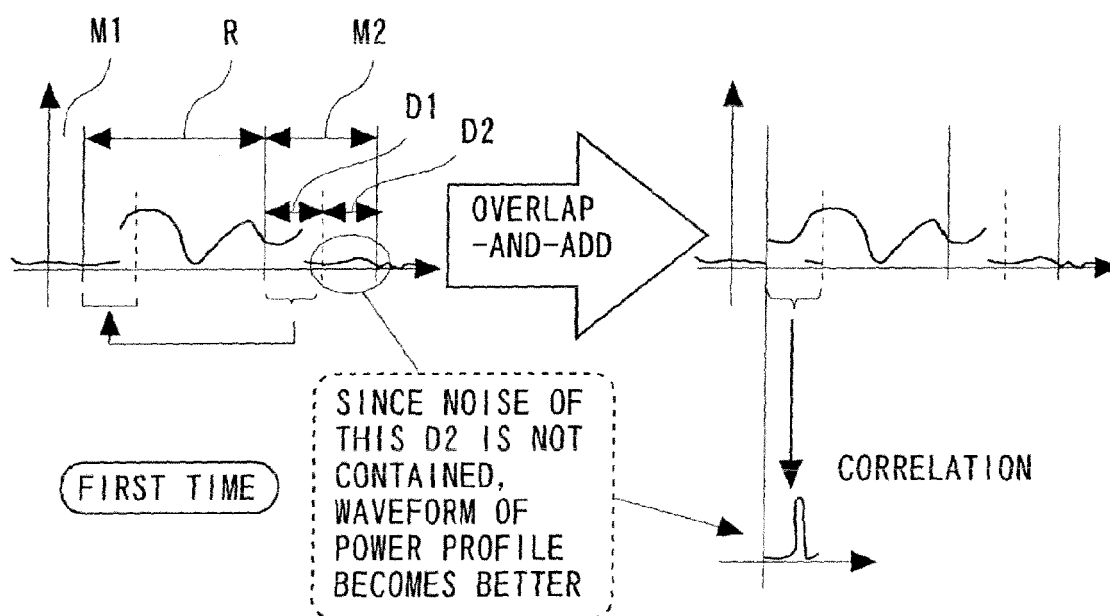 M1
R
M2
D1
D2
OVERLAP
-AND-ADD
SINCE NOISE OF
THIS D2 IS NOT
CONTAINED,
WAVEFORM OF
POWER PROFILE
BECOMES BETTER
FIRST TIME
CORRELATION